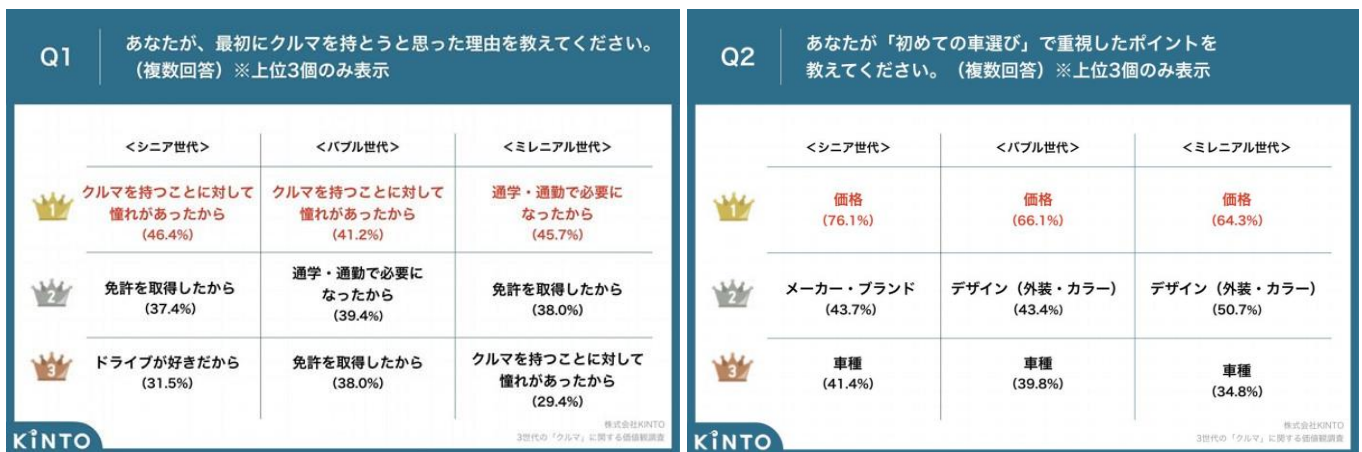 Q1
あなたが、最初にクルマを持とうと思った理由を教えてください。
（複数回答）※上位3個のみ表示
＜シニア世代＞ ＜バブル世代＞ ＜ミレニアル世代＞
1
クルマを持つことに対して
憧れがあったから
(46.4%)
クルマを持つことに対して
憧れがあったから
(41.2%)
通学・通勤で必要に
なったから
(45.7%)
2
免許を取得したから
(37.4%)
通学・通勤で必要に
なったから
(39.4%)
免許を取得したから
(38.0%)
3
ドライブが好きだから
(31.5%)
免許を取得したから
(38.0%)
クルマを持つことに対して
憧れがあったから
(29.4%)
KINTO
株式会社KINTO
3世代の「クルマ」に関する価値観調査
Q2
あなたが「初めての車選び」で重視したポイントを
教えてください。（複数回答）※上位3個のみ表示
＜シニア世代＞ ＜バブル世代＞ ＜ミレニアル世代＞
1
価格
(76.1%)
価格
(66.1%)
価格
(64.3%)
2
メーカー・ブランド
(43.7%)
デザイン（外装・カラー）
(43.4%)
デザイン（外装・カラー）
(50.7%)
3
車種
(41.4%)
車種
(39.8%)
車種
(34.8%)
KINTO
株式会社KINTO
3世代の「クルマ」に関する価値観調査